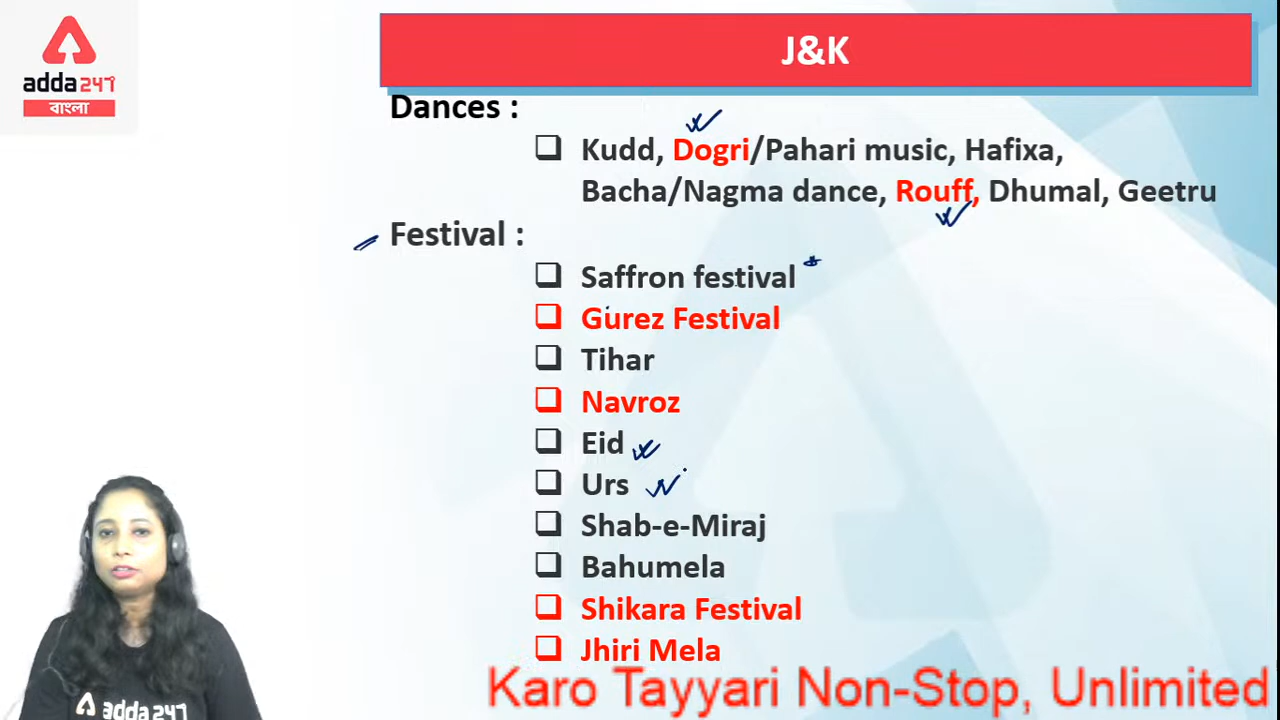 adda247
বাংলা
J&K
Dances :
Kudd, Dogri/Pahari music, Hafixa,
Bacha/Nagma dance, Rouff, Dhumal, Geetru
Festival :
Saffron festival
Gurez Festival
Tihar
Navroz
Eid
Urs
Shab-e-Miraj
Bahumela
Shikara Festival
Jhiri Mela
Karo Tayyari Non-Stop, Unlimited
adda247